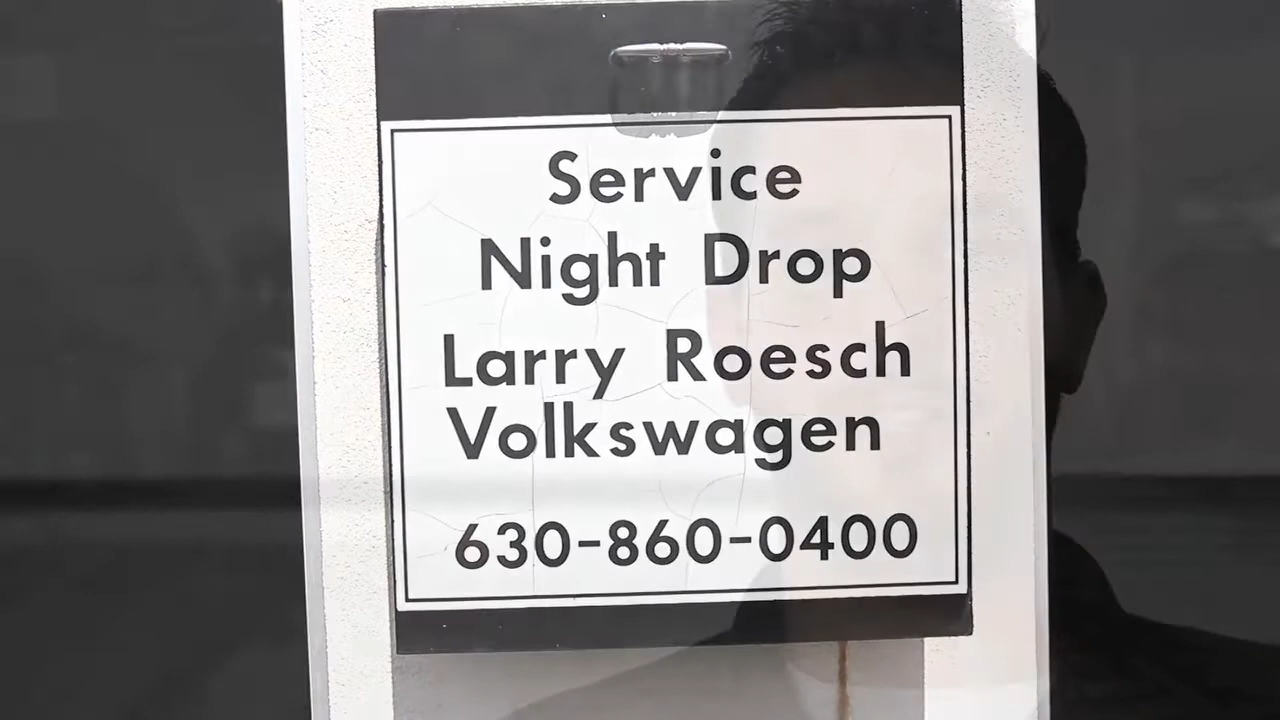 Service
Night Drop
Larry Roesch
Volkswagen
630-860-0400